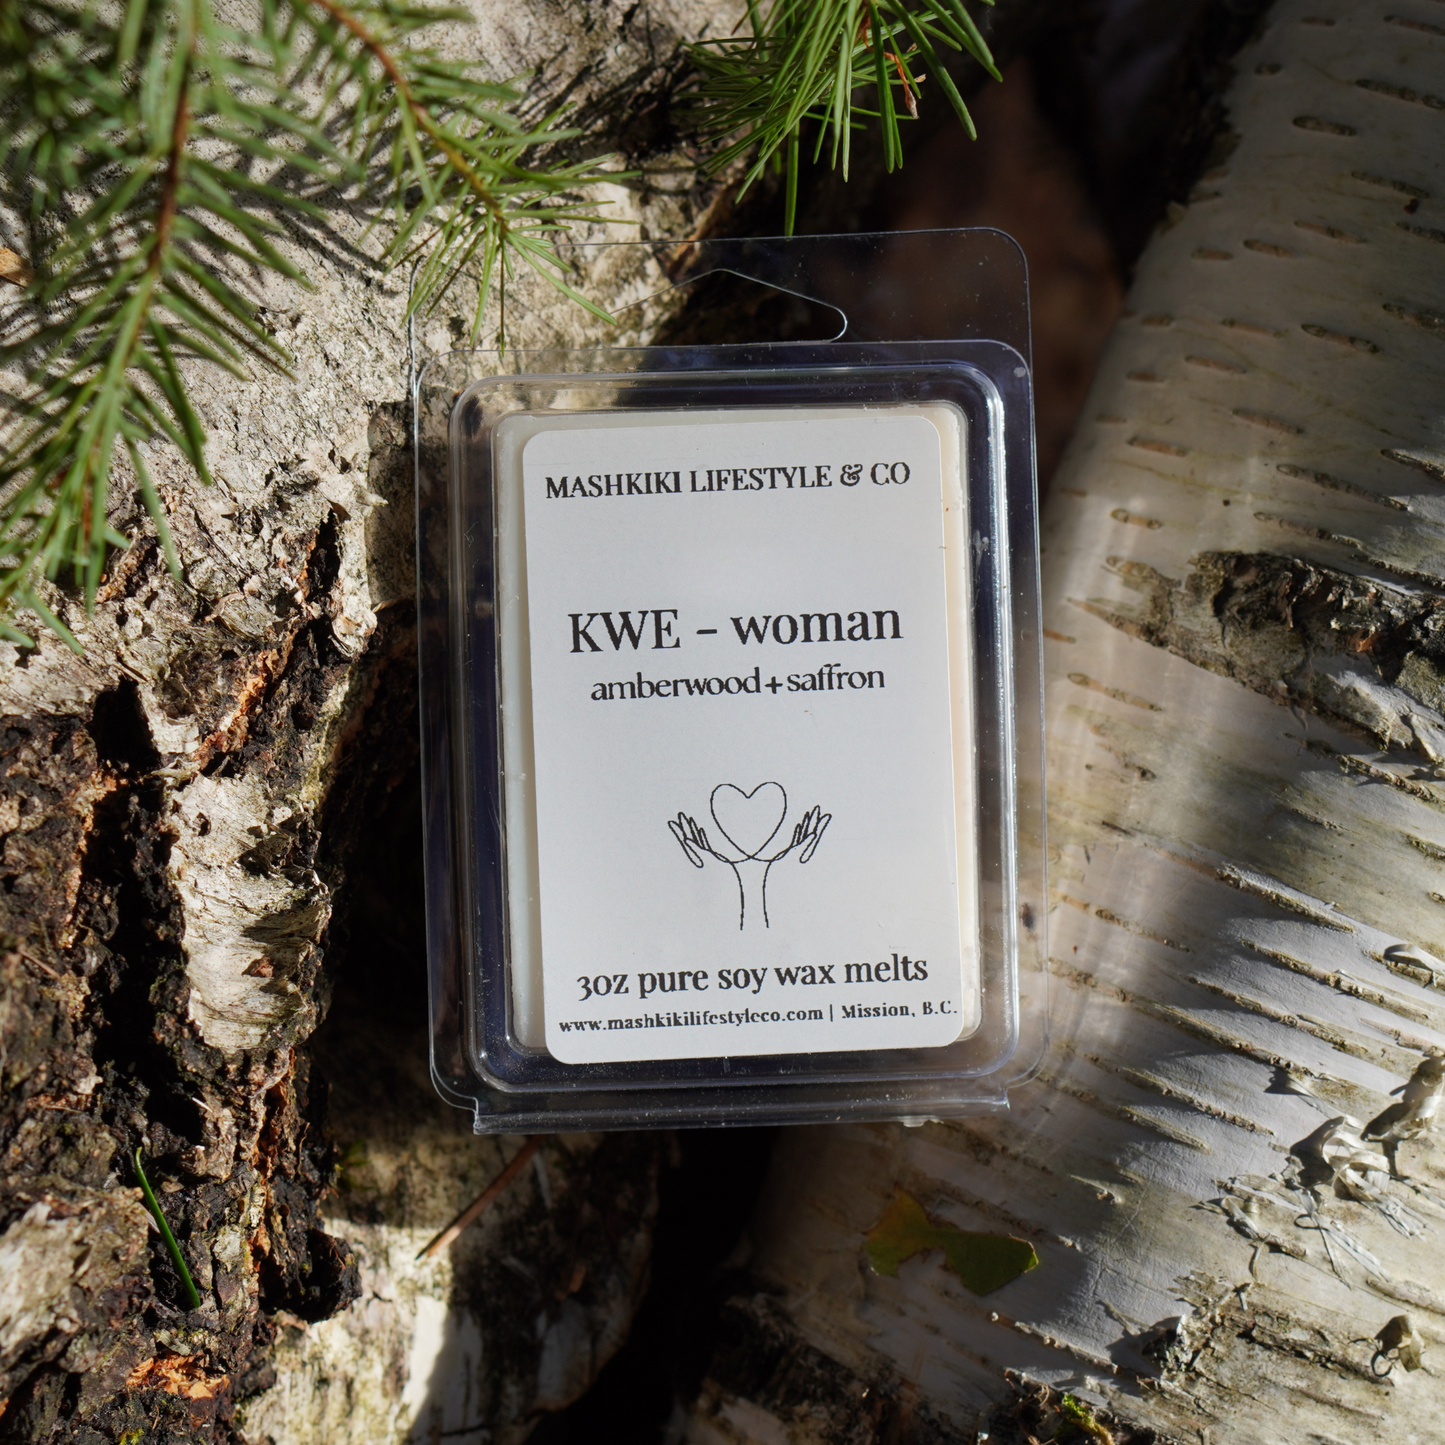 MASHKIKI LIFESTYLE & CO
KWE - woman
amberwood+saffron
3oz pure soy wax melts
www.mashkikilifestyleco.com | Mission, B.C.